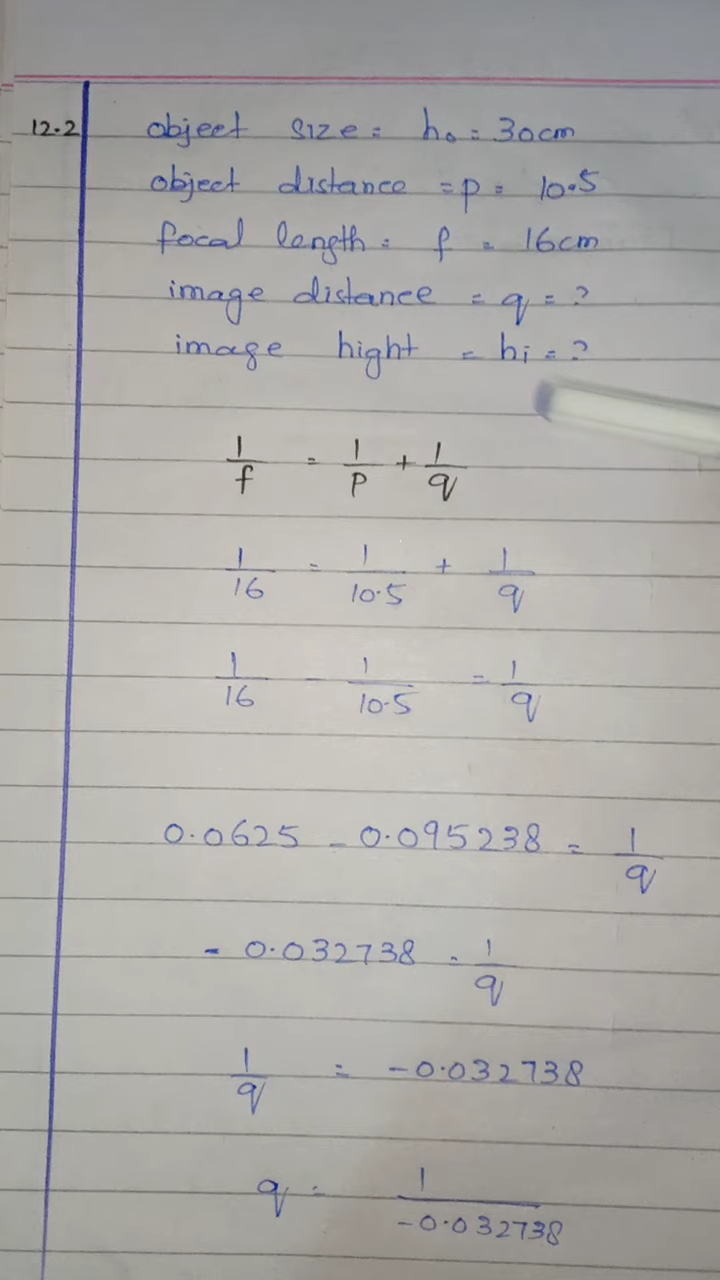 12.2 object size = ho = 30cm
object distance = p = 10.5
focal length = f = 16cm
image distance = q = ?
image hight = hi = ?
1/f = 1/p + 1/q
1/16 = 1/10.5 + 1/q
1/16 - 1/10.5 = 1/q
0.0625 - 0.095238 = 1/q
- 0.032738 = 1/q
1/q = -0.032738
q = 1/-0.032738